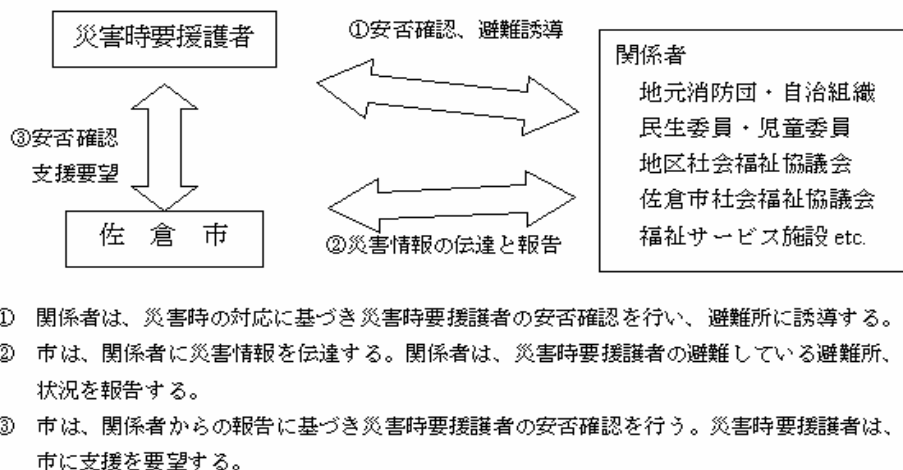 災害時要援護者
①安否確認、避難誘導
関係者
地元消防団・自治組織
民生委員・児童委員
地区社会福祉協議会
佐倉市社会福祉協議会
福祉サービス施設 etc.
③安否確認
支援要望
佐 倉 市
②災害情報の伝達と報告
① 関係者は、災害時の対応に基づき災害時要援護者の安否確認を行い、避難所に誘導する。
② 市は、関係者に災害情報を伝達する。関係者は、災害時要援護者の避難している避難所、
状況を報告する。
③ 市は、関係者からの報告に基づき災害時要援護者の安否確認を行う。災害時要援護者は、
市に支援を要望する。